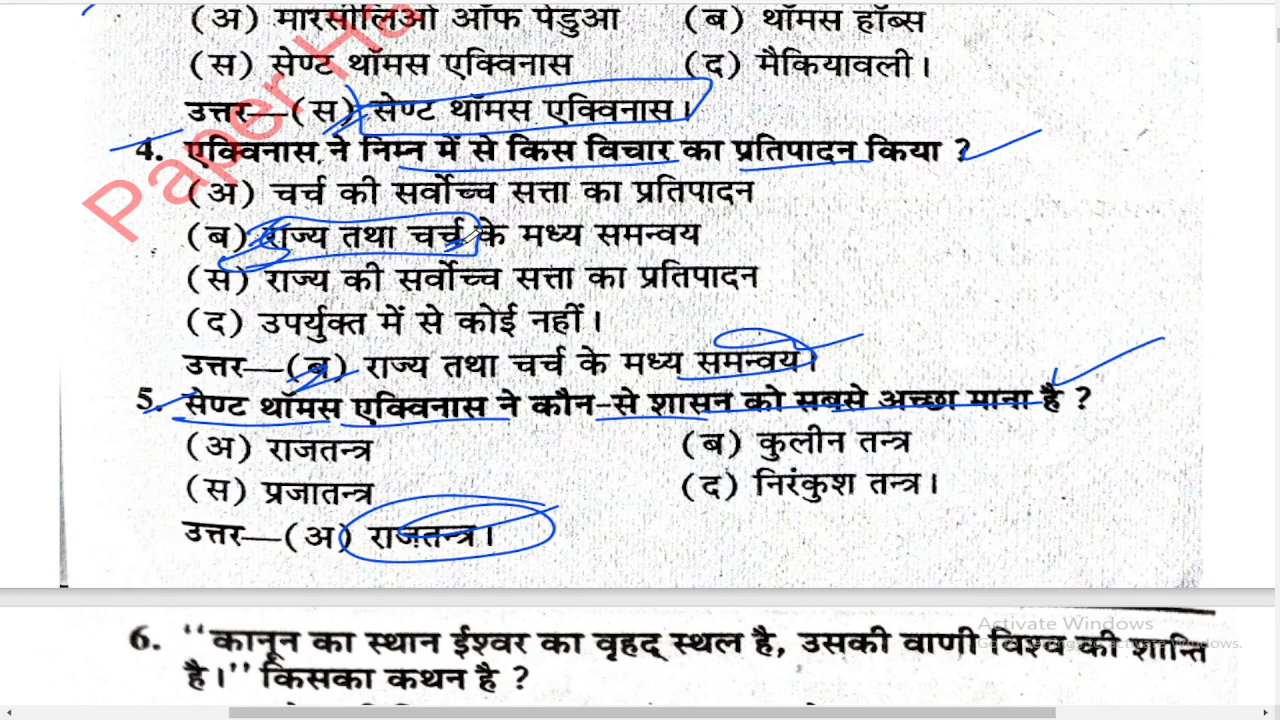 (अ) मारसीलिओ ऑफ पेडुआ (ब) थॉमस हॉब्स
(स) सेण्ट थॉमस एक्विनास (द) मैकियावली।
उत्तर—(स) सेण्ट थॉमस एक्विनास।
4. एक्विनास ने निम्न में से किस विचार का प्रतिपादन किया ?
(अ) चर्च की सर्वोच्च सत्ता का प्रतिपादन
(ब) राज्य तथा चर्च के मध्य समन्वय
(स) राज्य की सर्वोच्च सत्ता का प्रतिपादन
(द) उपर्युक्त में से कोई नहीं।
उत्तर—(ब) राज्य तथा चर्च के मध्य समन्वय।
5. सेण्ट थॉमस एक्विनास ने कौन-से शासन को सबसे अच्छा माना है ?
(अ) राजतन्त्र (ब) कुलीन तन्त्र
(स) प्रजातन्त्र (द) निरंकुश तन्त्र।
उत्तर—(अ) राजतन्त्र।
6. "कानून का स्थान ईश्वर का वृहद् स्थल है, उसकी वाणी विश्व की शान्ति
है।" किसका कथन है ?
Paper Ha
Activate Windows